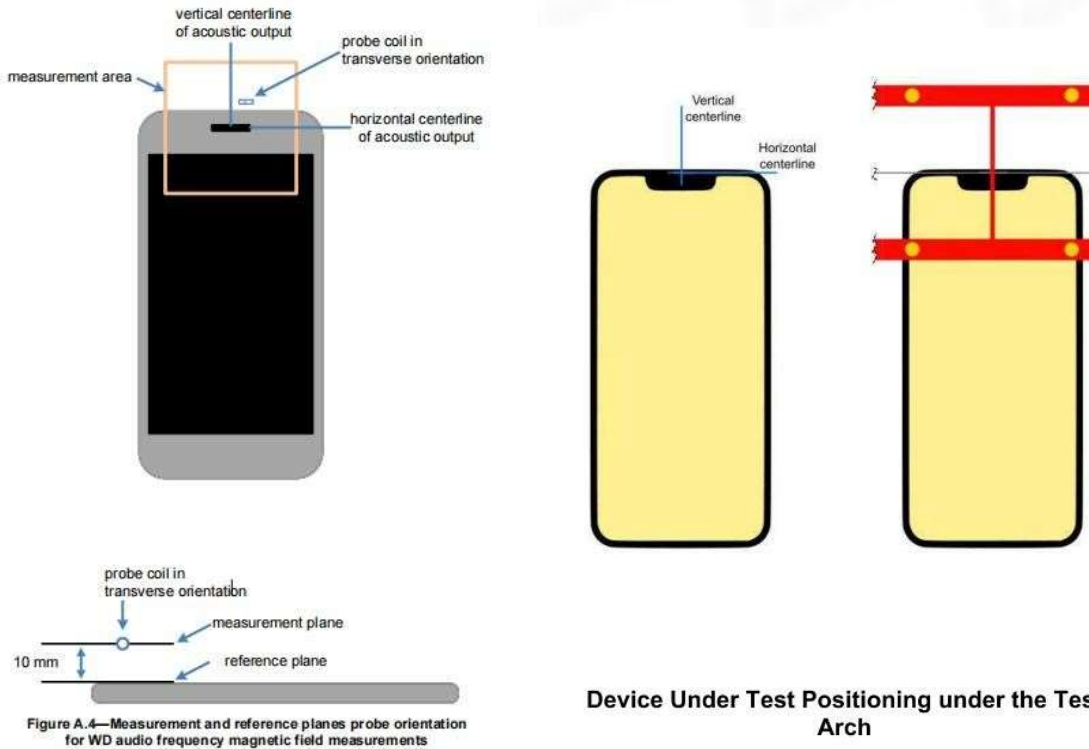 vertical centerline
of acoustic output
probe coil in
transverse orientation
measurement area
horizontal centerline
of acoustic output
probe coil in
transverse orientation
measurement plane
10 mm
reference plane
Figure A.4—Measurement and reference planes probe orientation
for WD audio frequency magnetic field measurements
Vertical
centerline
Horizontal
centerline
Device Under Test Positioning under the Tes
Arch